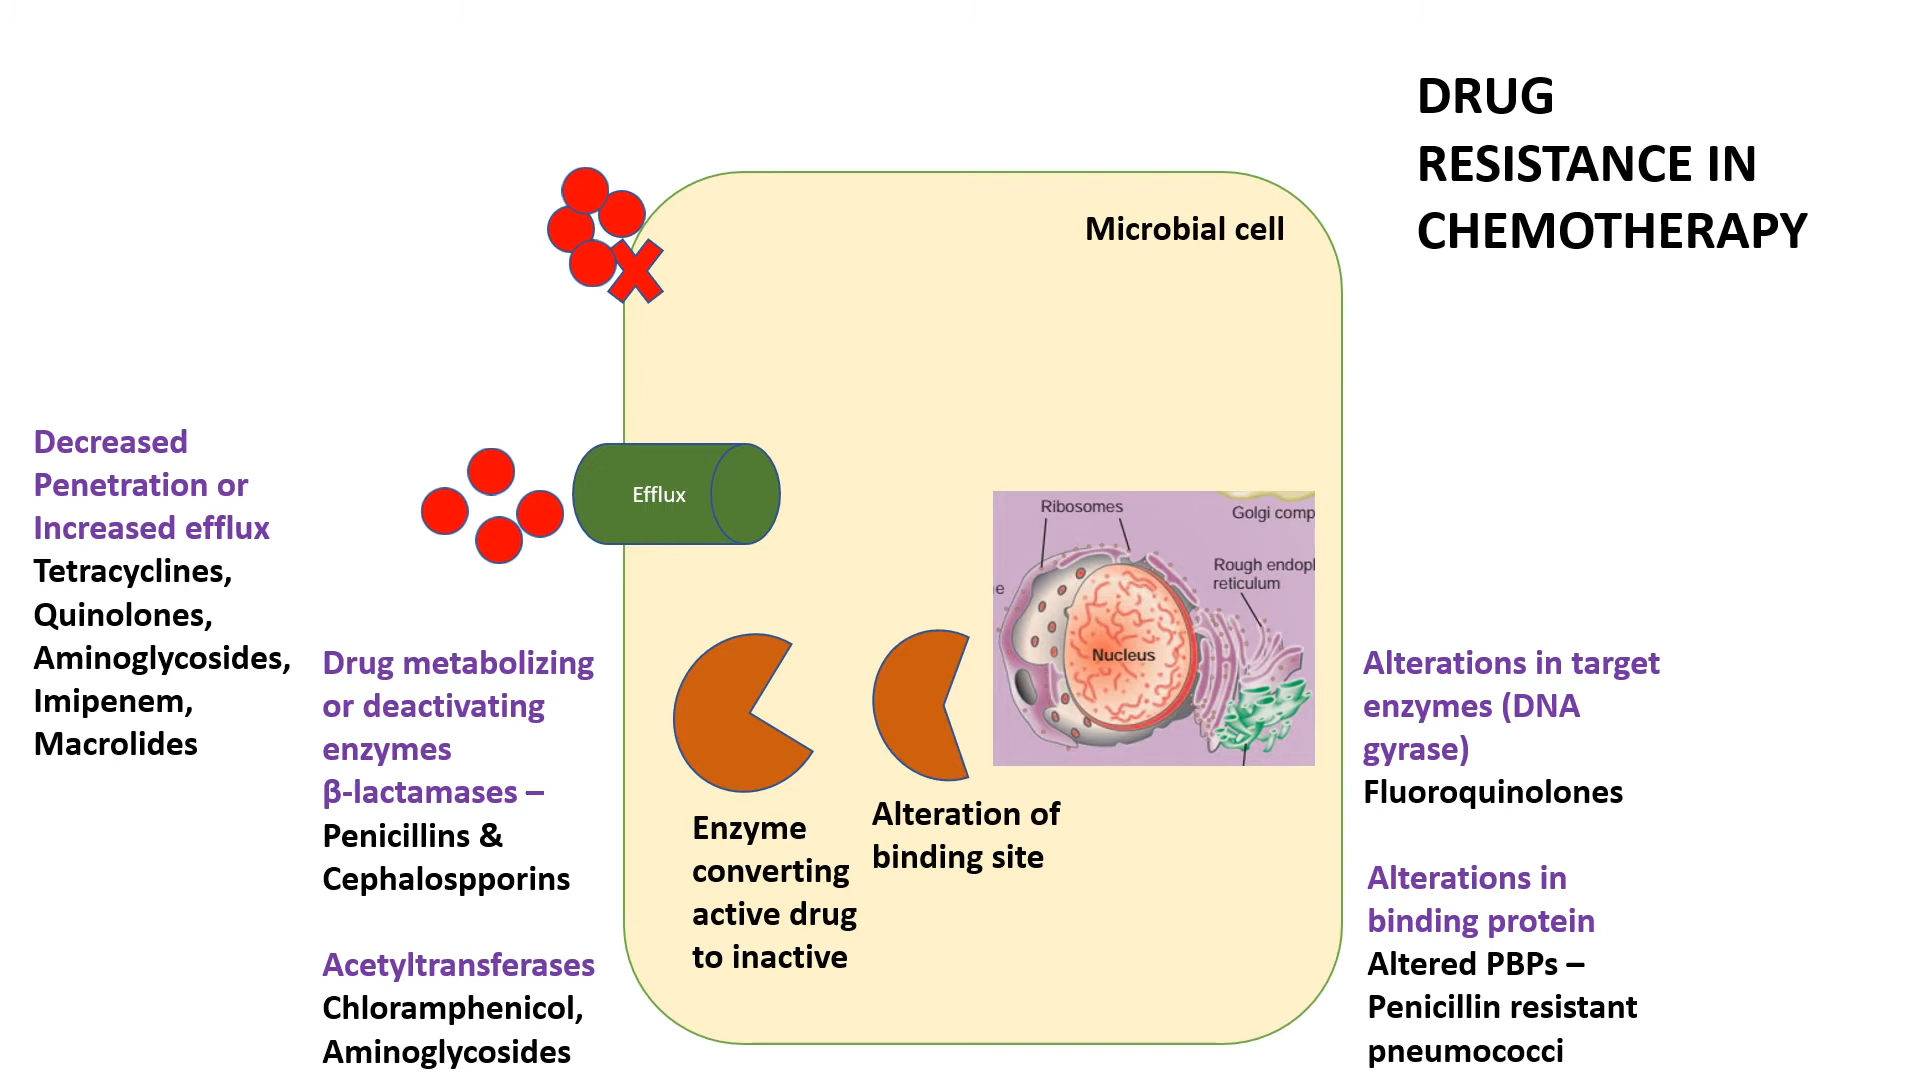 DRUG
RESISTANCE IN
CHEMOTHERAPY
Microbial cell
Decreased
Penetration or
Increased efflux
Tetracyclines,
Quinolones,
Aminoglycosides,
Imipenem,
Macrolides
Efflux
Drug metabolizing
or deactivating
enzymes
β-lactamases –
Penicillins &
Cephalospporins
Acetyltransferases
Chloramphenicol,
Aminoglycosides
Enzyme
converting
active drug
to inactive
Alteration of
binding site
Ribosomes
Golgi comp
Rough endopl
reticulum
e
Nucleus
Alterations in target
enzymes (DNA
gyrase)
Fluoroquinolones
Alterations in
binding protein
Altered PBPs –
Penicillin resistant
pneumococci